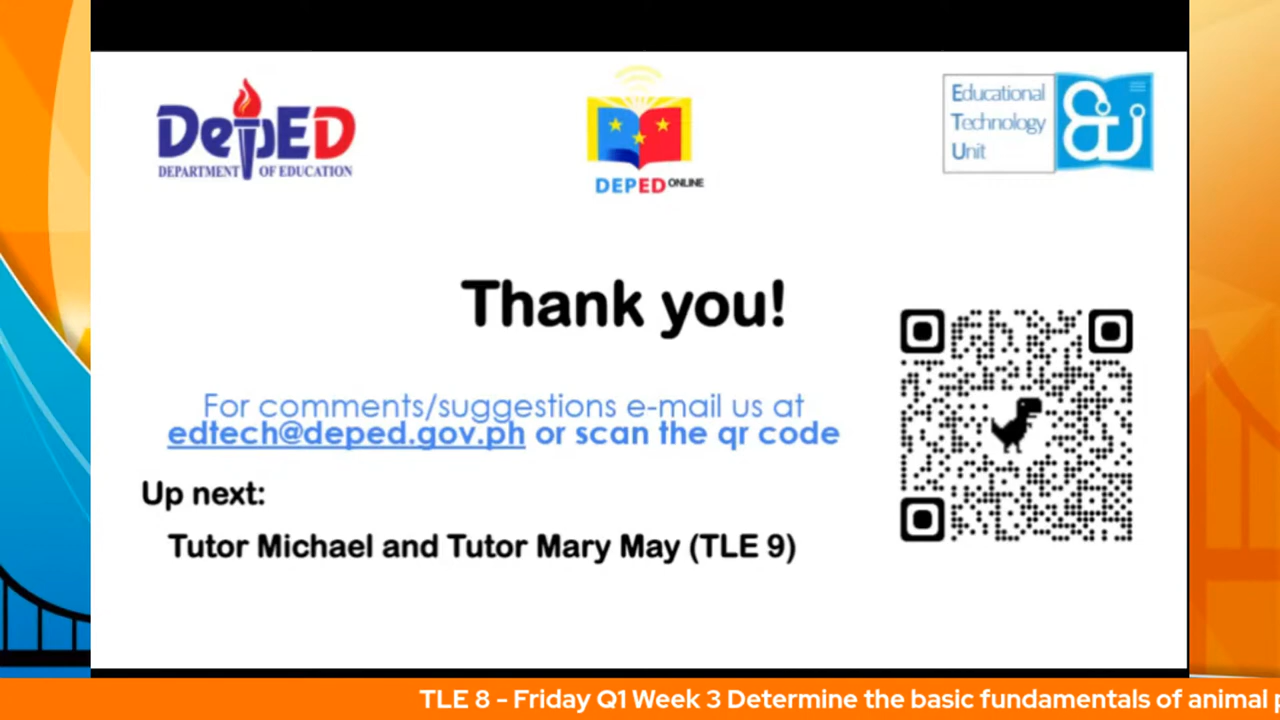 DepED
DEPARTMENT OF EDUCATION
DEPED ONLINE
Educational
Technology
Unit
Thank you!
For comments/suggestions e-mail us at
edtech@deped.gov.ph or scan the qr code
Up next:
Tutor Michael and Tutor Mary May (TLE 9)
TLE 8 - Friday Q1 Week 3 Determine the basic fundamentals of animal p